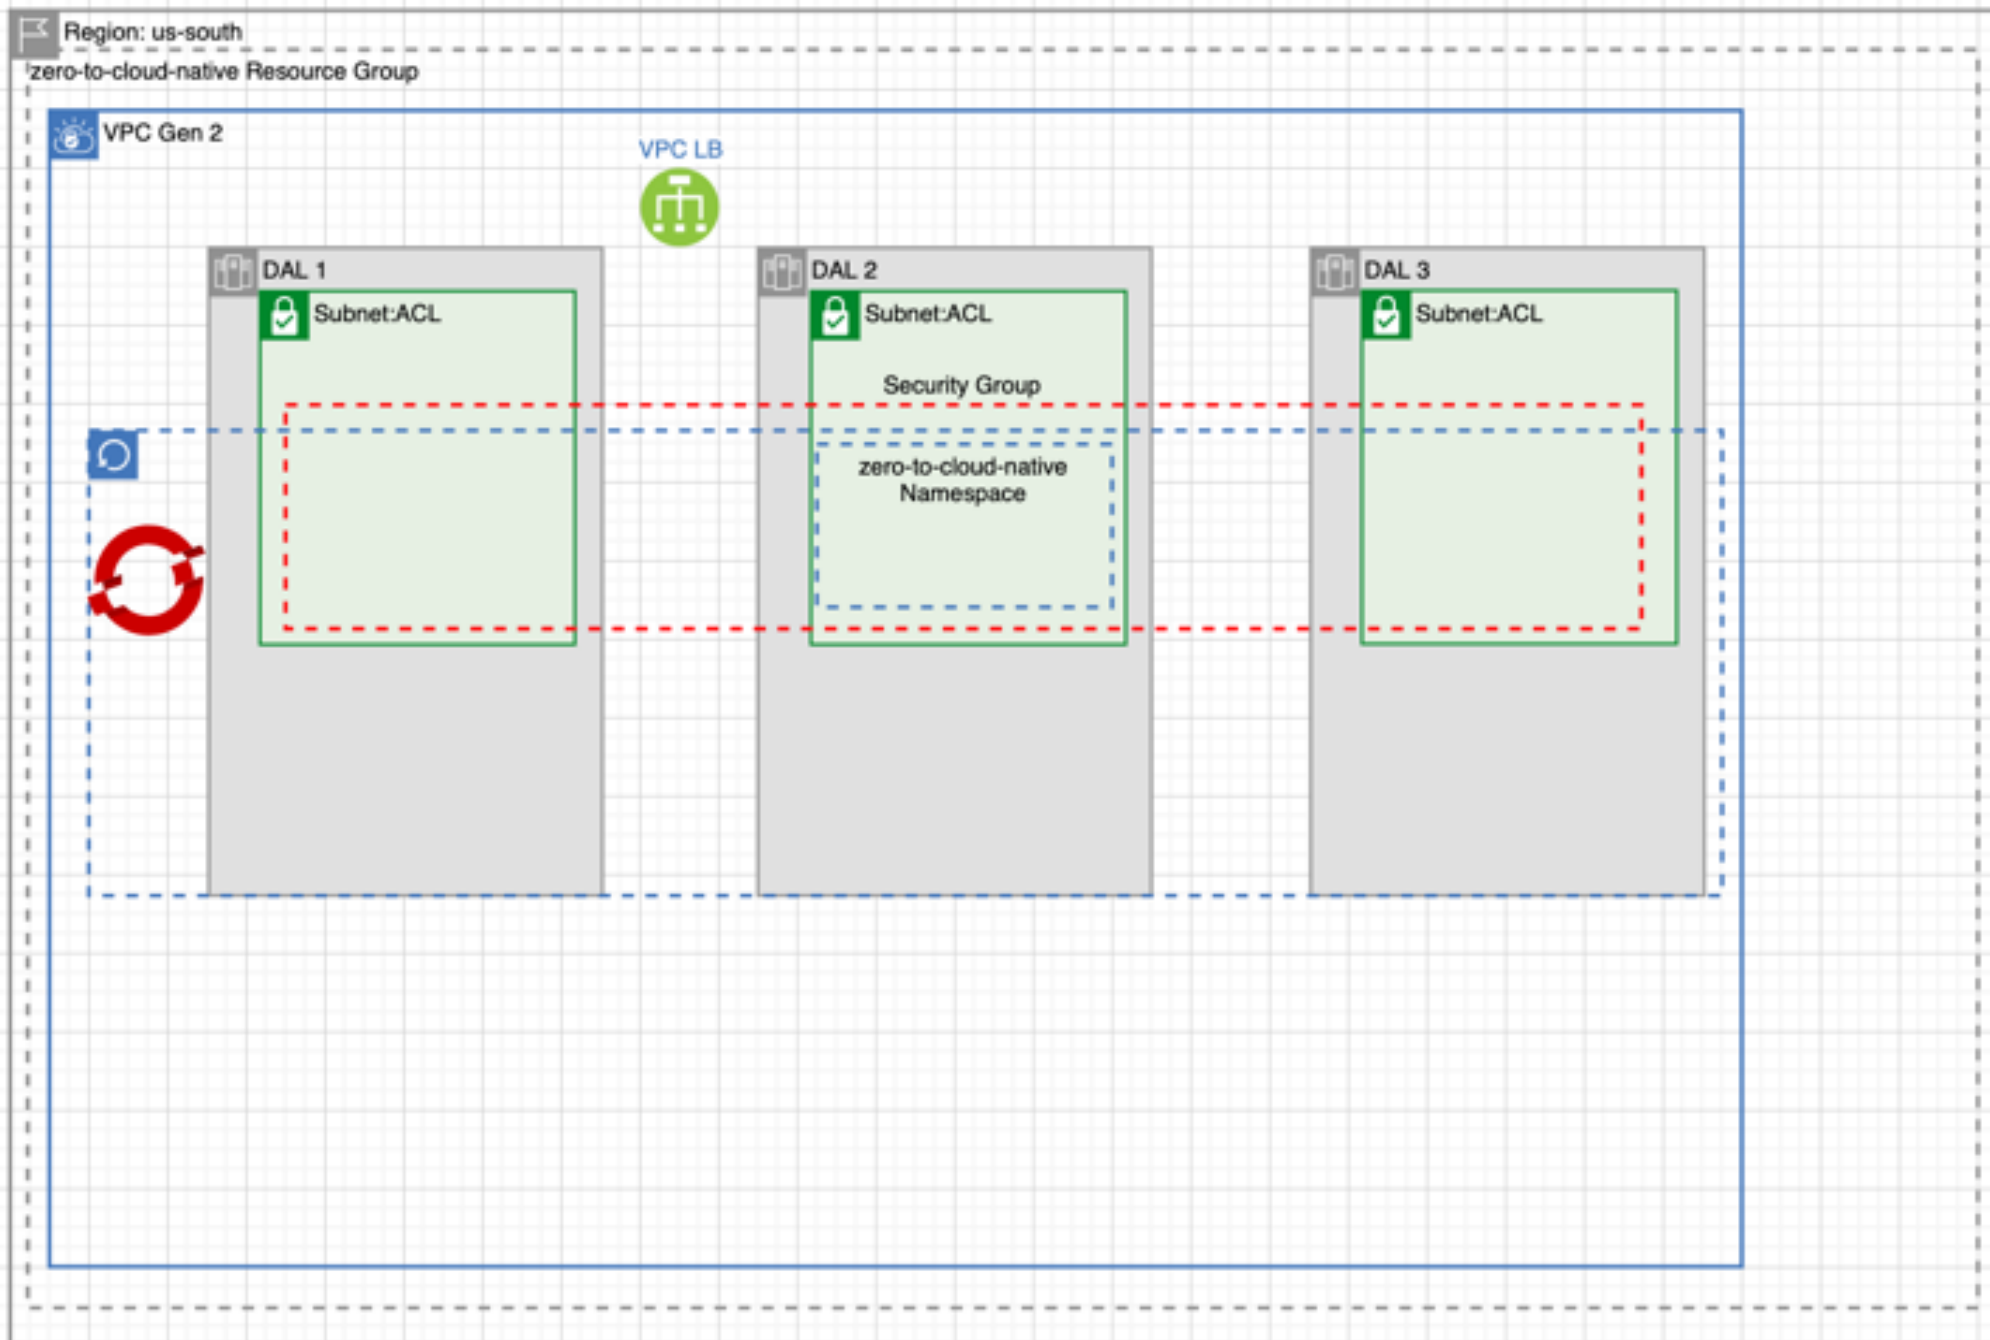 Region: us-south
zero-to-cloud-native Resource Group
VPC Gen 2
VPC LB
DAL 1
DAL 2
DAL 3
Subnet:ACL
Subnet:ACL
Subnet:ACL
Security Group
zero-to-cloud-native
Namespace